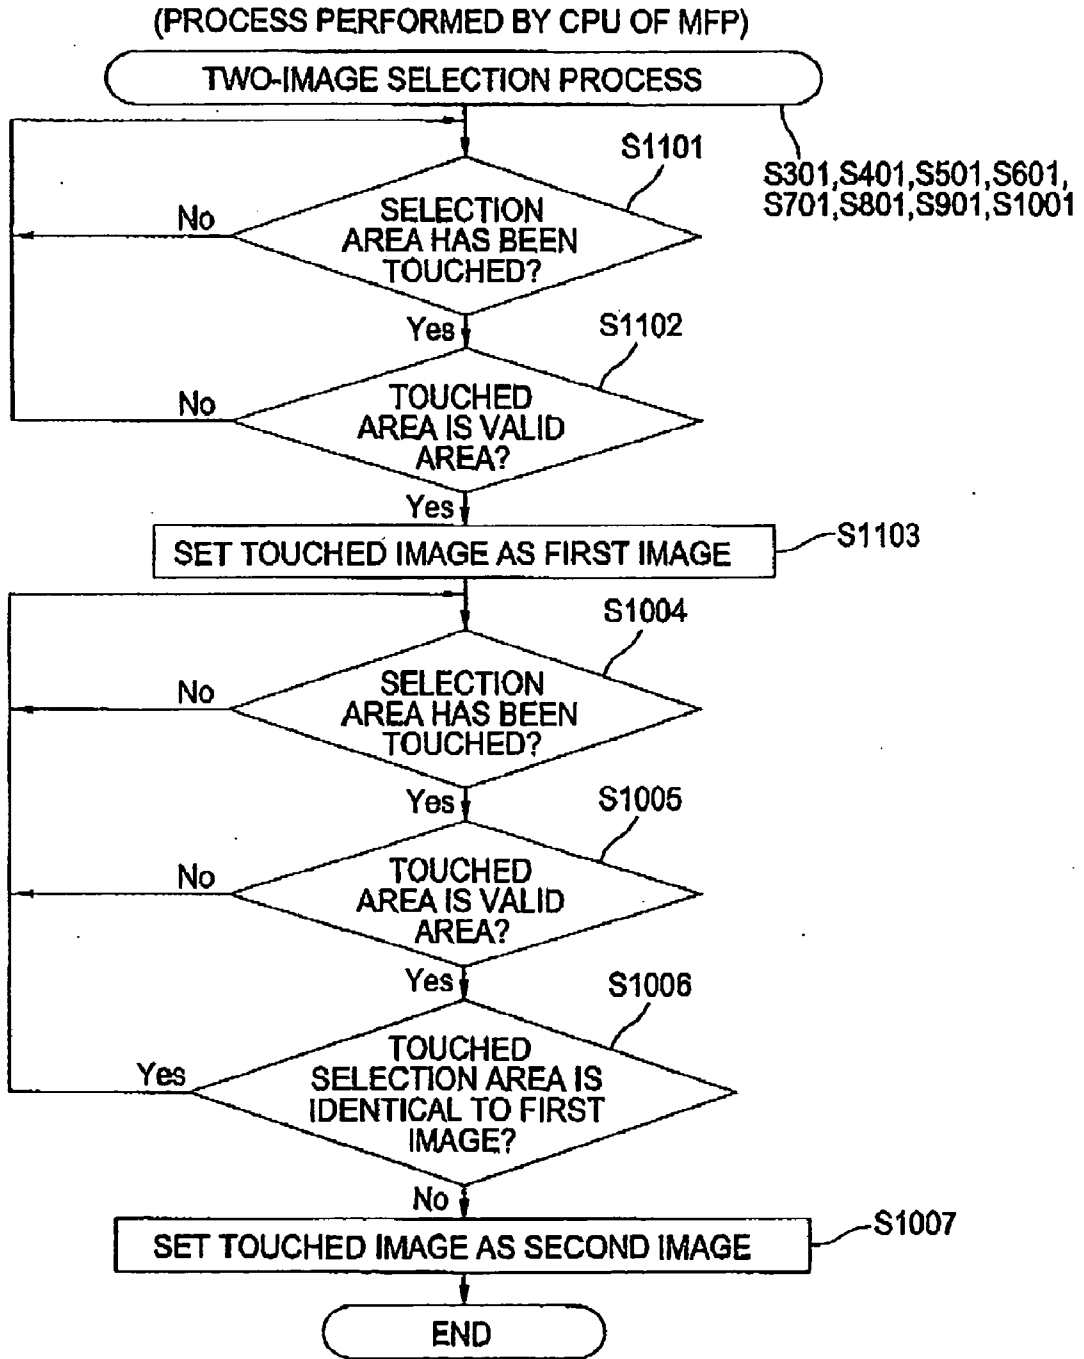 (PROCESS PERFORMED BY CPU OF MFP)
TWO-IMAGE SELECTION PROCESS
S301,S401,S501,S601,
S701,S801,S901,S1001
S1101
SELECTION
AREA HAS BEEN
TOUCHED?
No
Yes
S1102
TOUCHED
AREA IS VALID
AREA?
No
Yes
SET TOUCHED IMAGE AS FIRST IMAGE
S1103
S1004
SELECTION
AREA HAS BEEN
TOUCHED?
No
Yes
S1005
TOUCHED
AREA IS VALID
AREA?
No
Yes
S1006
TOUCHED
SELECTION AREA IS
IDENTICAL TO FIRST
IMAGE?
Yes
No
SET TOUCHED IMAGE AS SECOND IMAGE
S1007
END